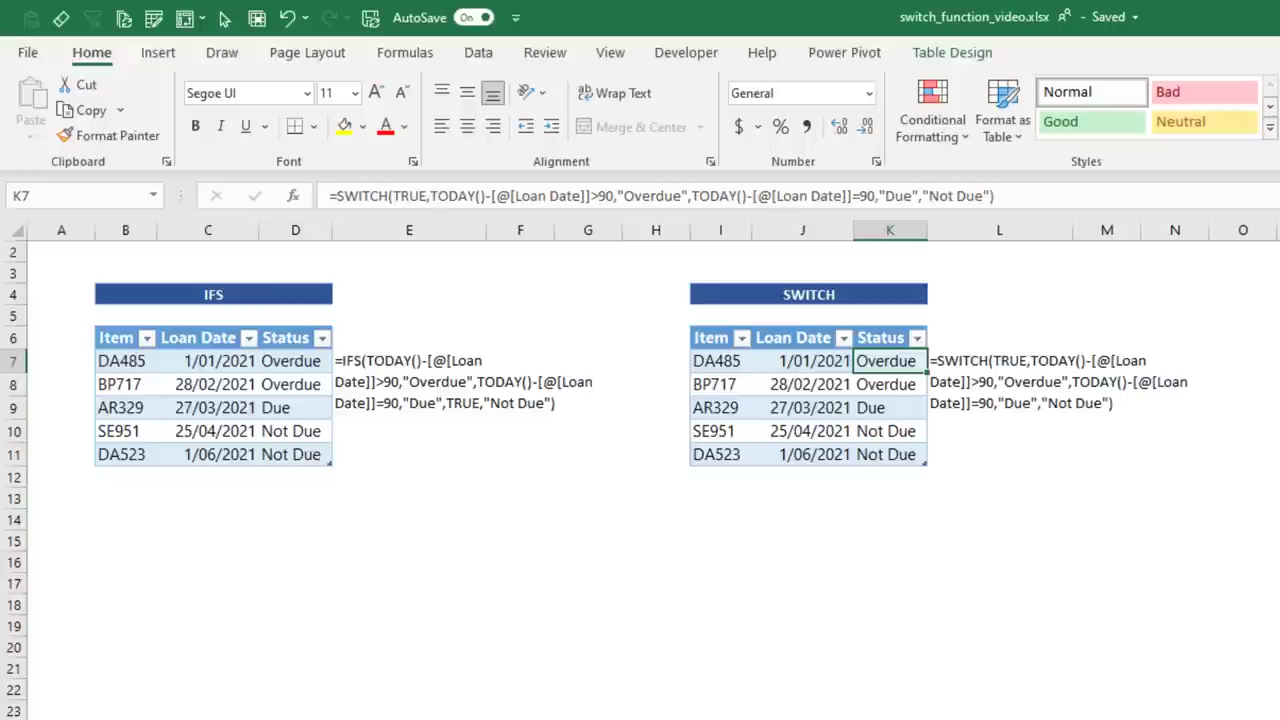 AutoSave On switch_function_video.xlsx - Saved
File Home Insert Draw Page Layout Formulas Data Review View Developer Help Power Pivot Table Design
Paste
Cut
Copy
Format Painter
Clipboard
Segoe UI 11
B I U
Font
Wrap Text
Merge & Center
Alignment
General
$ %
Number
Conditional Formatting
Format as Table
Normal Bad
Good Neutral
Styles
K7 fx =SWITCH(TRUE,TODAY()-[@[Loan Date]]>90,"Overdue",TODAY()-[@[Loan Date]]=90,"Due","Not Due")
A B C D E F G H I J K L M N O
2
3
4 IFS SWITCH
5
6 Item Loan Date Status Item Loan Date Status
7 DA485 1/01/2021 Overdue =IFS(TODAY()-[@[Loan DA485 1/01/2021 Overdue =SWITCH(TRUE,TODAY()-[@[Loan
8 BP717 28/02/2021 Overdue Date]]>90,"Overdue",TODAY()-[@[Loan BP717 28/02/2021 Overdue Date]]>90,"Overdue",TODAY()-[@[Loan
9 AR329 27/03/2021 Due Date]]=90,"Due",TRUE,"Not Due") AR329 27/03/2021 Due Date]]=90,"Due","Not Due")
10 SE951 25/04/2021 Not Due SE951 25/04/2021 Not Due
11 DA523 1/06/2021 Not Due DA523 1/06/2021 Not Due
12
13
14
15
16
17
18
19
20
21
22
23